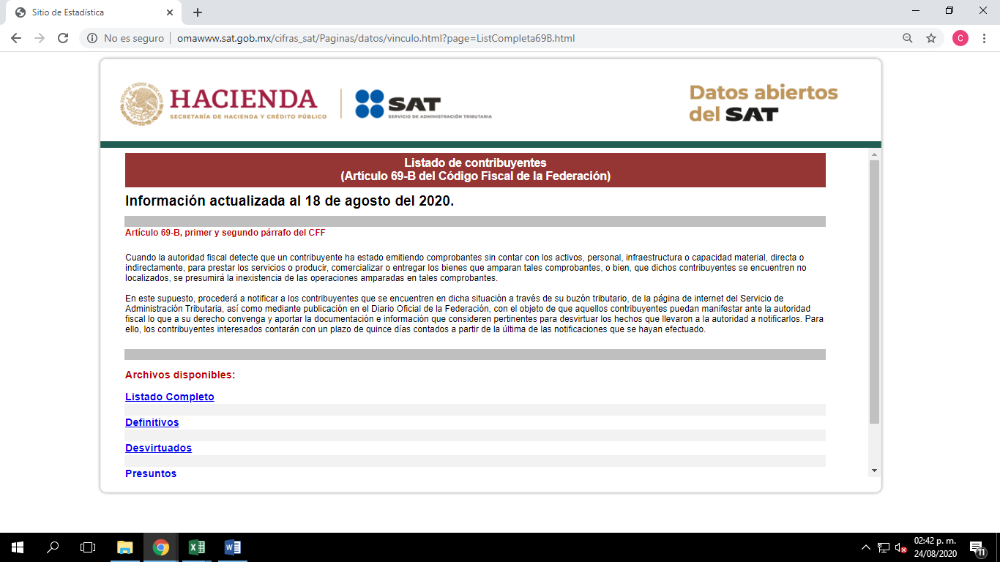 Sitio de Estadística
No es seguro
omawww.sat.gob.mx/cifras_sat/Paginas/datos/vinculo.html?page=ListCompleta69B.html
C
ESTADOS UNIDOS MEXICANOS
HACIENDA
SECRETARÍA DE HACIENDA Y CRÉDITO PÚBLICO
SAT
SERVICIO DE ADMINISTRACIÓN TRIBUTARIA
Datos abiertos
del SAT
Listado de contribuyentes
(Artículo 69-B del Código Fiscal de la Federación)
Información actualizada al 18 de agosto del 2020.
Artículo 69-B, primer y segundo párrafo del CFF
Cuando la autoridad fiscal detecte que un contribuyente ha estado emitiendo comprobantes sin contar con los activos, personal, infraestructura o capacidad material, directa o
indirectamente, para prestar los servicios o producir, comercializar o entregar los bienes que amparan tales comprobantes, o bien, que dichos contribuyentes se encuentren no
localizados, se presumirá la inexistencia de las operaciones amparadas en tales comprobantes.
En este supuesto, procederá a notificar a los contribuyentes que se encuentren en dicha situación a través de su buzón tributario, de la página de internet del Servicio de
Administración Tributaria, así como mediante publicación en el Diario Oficial de la Federación, con el objeto de que aquellos contribuyentes puedan manifestar ante la autoridad
fiscal lo que a su derecho convenga y aportar la documentación e información que consideren pertinentes para desvirtuar los hechos que llevaron a la autoridad a notificarlos. Para
ello, los contribuyentes interesados contarán con un plazo de quince días contados a partir de la última de las notificaciones que se hayan efectuado.
Archivos disponibles:
Listado Completo
Definitivos
Desvirtuados
Presuntos
02:42 p. m.
24/08/2020
11